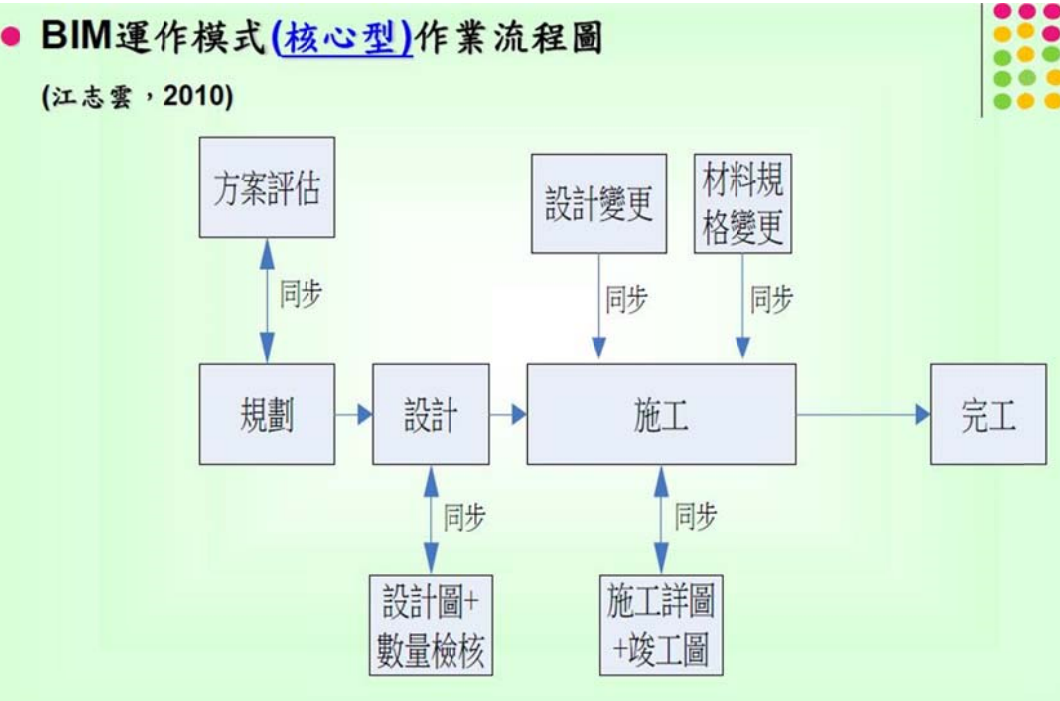 BIM運作模式(核心型)作業流程圖
(江志雲，2010)
方案評估
設計變更
材料規
格變更
同步
同步
同步
規劃
設計
施工
完工
同步
同步
設計圖+
數量檢核
施工詳圖
+竣工圖